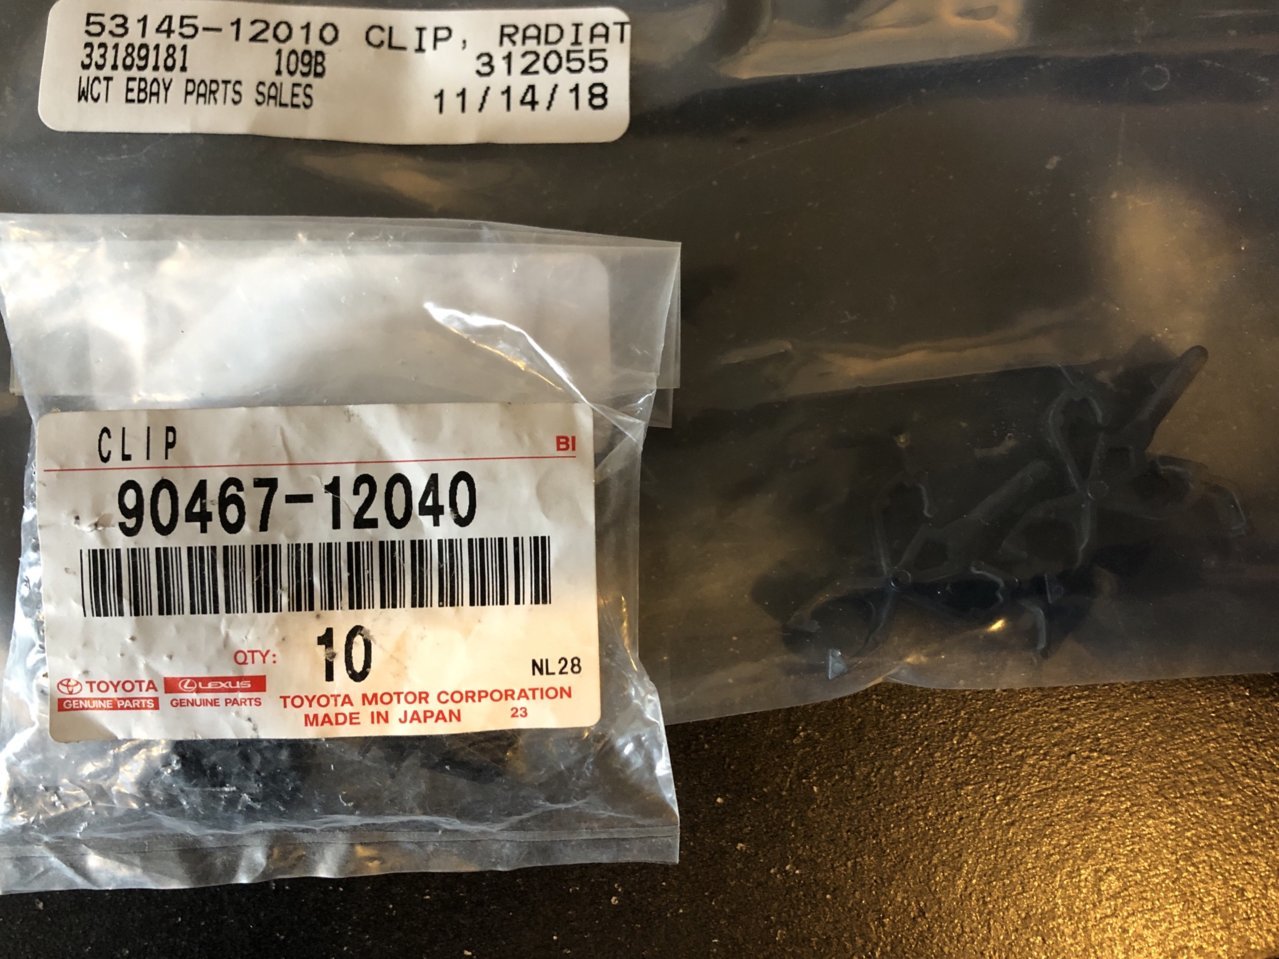 53145-12010 CLIP, RADIAT
33189181 109B 312055
WCT EBAY PARTS SALES 11/14/18
CLIP BI
90467-12040
QTY: 10 NL28
TOYOTA LEXUS TOYOTA MOTOR CORPORATION
GENUINE PARTS GENUINE PARTS MADE IN JAPAN 23